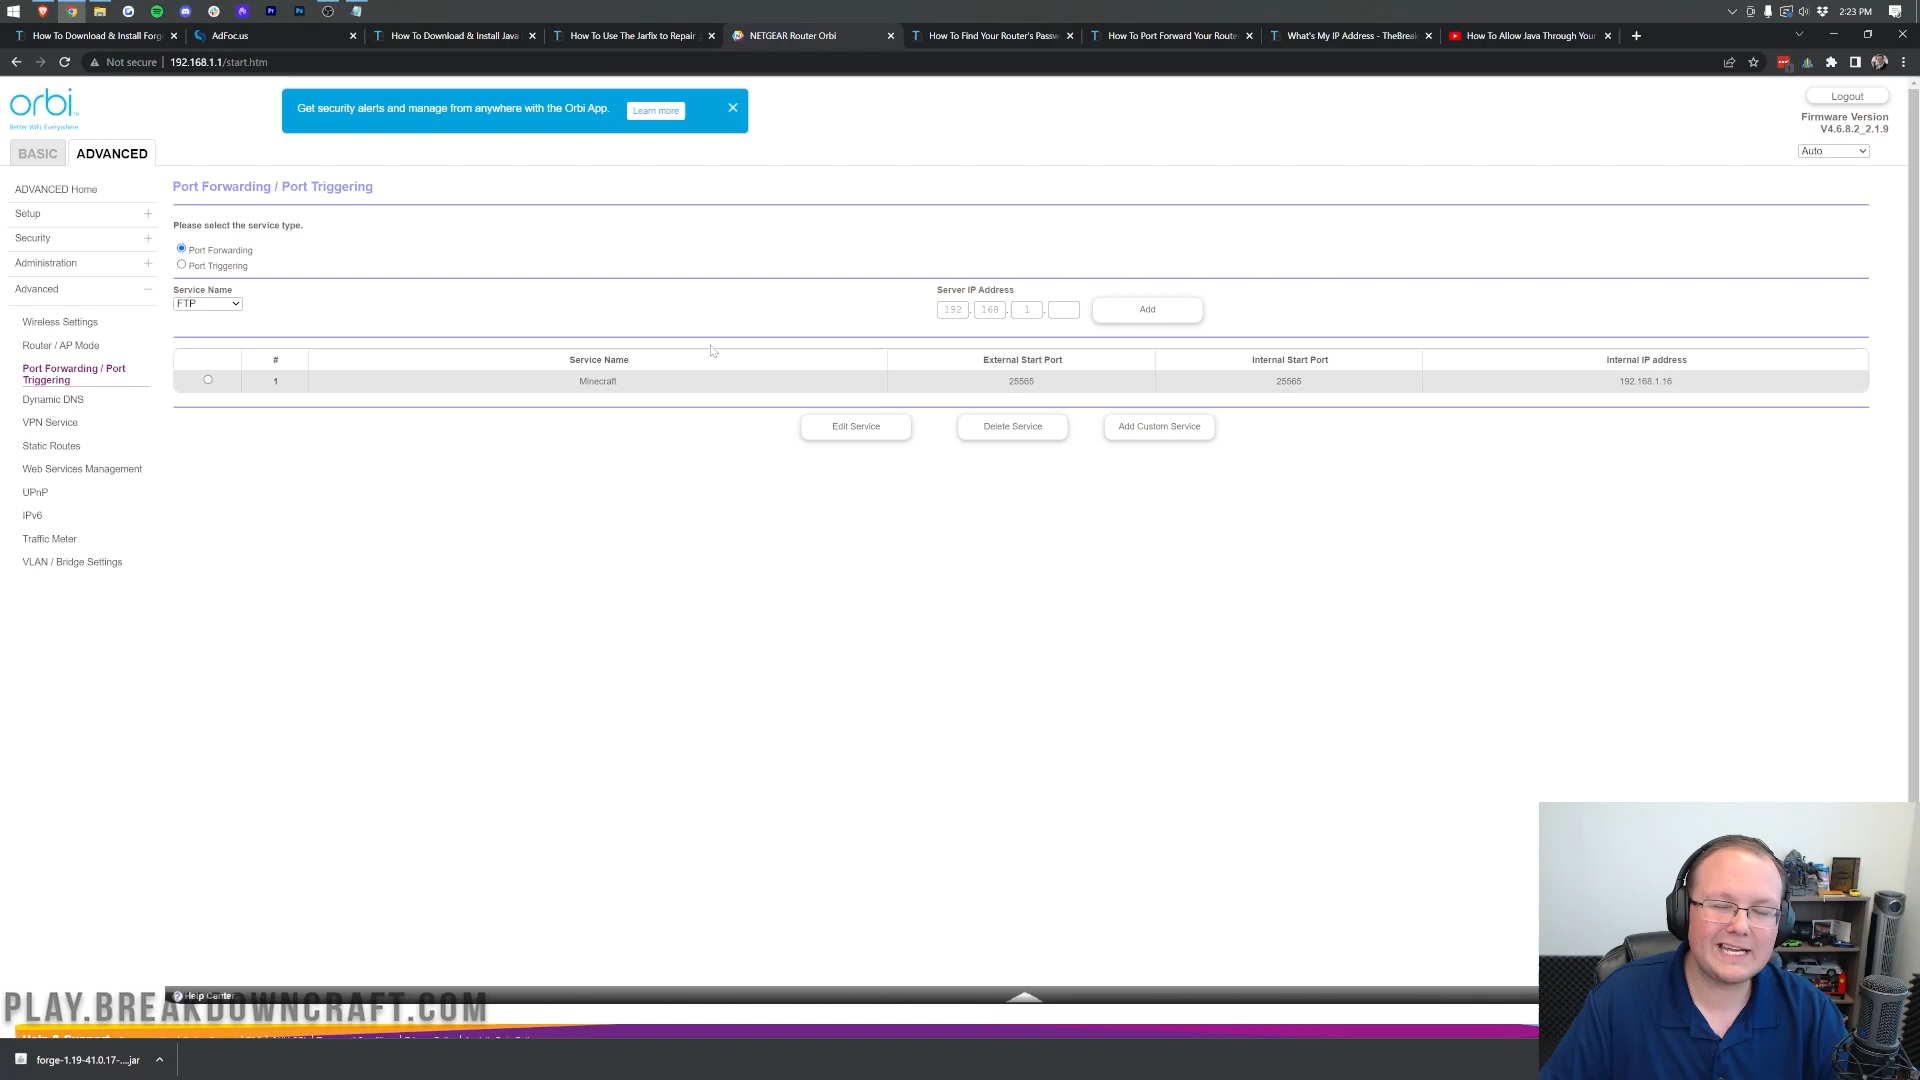 2:23 PM
How To Download & Install Forg
AdFoc.us
How To Download & Install Java
How To Use The Jarfix to Repair
NETGEAR Router Orbi
How To Find Your Router's Passw
How To Port Forward Your Route
What's My IP Address - TheBreak
How To Allow Java Through Your
Not secure | 192.168.1.1/start.htm
orbi
Better WiFi. Everywhere.
Get security alerts and manage from anywhere with the Orbi App.
Learn more
Logout
Firmware Version
V4.6.8.2_2.1.9
Auto
BASIC
ADVANCED
ADVANCED Home
Setup
Security
Administration
Advanced
Wireless Settings
Router / AP Mode
Port Forwarding / Port
Triggering
Dynamic DNS
VPN Service
Static Routes
Web Services Management
UPnP
IPv6
Traffic Meter
VLAN / Bridge Settings
Port Forwarding / Port Triggering
Please select the service type.
Port Forwarding
Port Triggering
Service Name
FTP
Server IP Address
192 . 168 . 1 .
Add
# Service Name External Start Port Internal Start Port Internal IP address
1 Minecraft 25565 25565 192.168.1.16
Edit Service
Delete Service
Add Custom Service
Help Center
PLAY.BREAKDOWNCRAFT.COM
forge-1.19-41.0.17-....jar